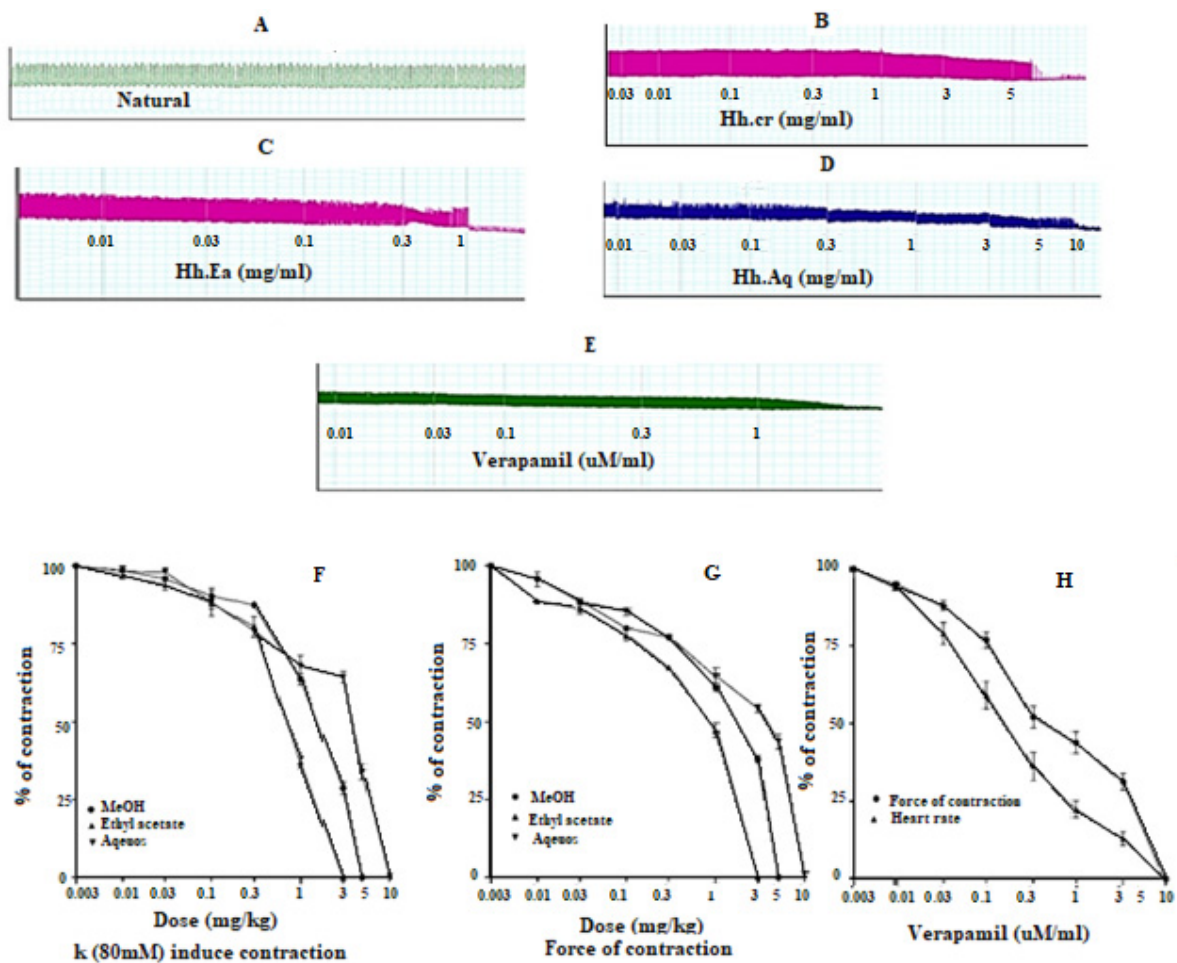 A
Natural
B
0.03 0.01 0.1 0.3 1 3 5
Hh.cr (mg/ml)
C
0.01 0.03 0.1 0.3 1
Hh.Ea (mg/ml)
D
0.01 0.03 0.1 0.3 1 3 5 10
Hh.Aq (mg/ml)
E
0.01 0.03 0.1 0.3 1
Verapamil (uM/ml)
F
% of contraction
100
75
50
25
0
MeOH
Ethyl acetate
Aqeuos
0.003 0.01 0.03 0.1 0.3 1 3 5 10
Dose (mg/kg)
k (80mM) induce contraction
G
% of contraction
100
75
50
25
0
MeOH
Ethyl acetate
Aqeuos
0.003 0.01 0.03 0.1 0.3 1 3 5 10
Dose (mg/kg)
Force of contraction
H
% of contraction
100
75
50
25
0
Force of contraction
Heart rate
0.003 0.01 0.03 0.1 0.3 1 3 5 10
Verapamil (uM/ml)